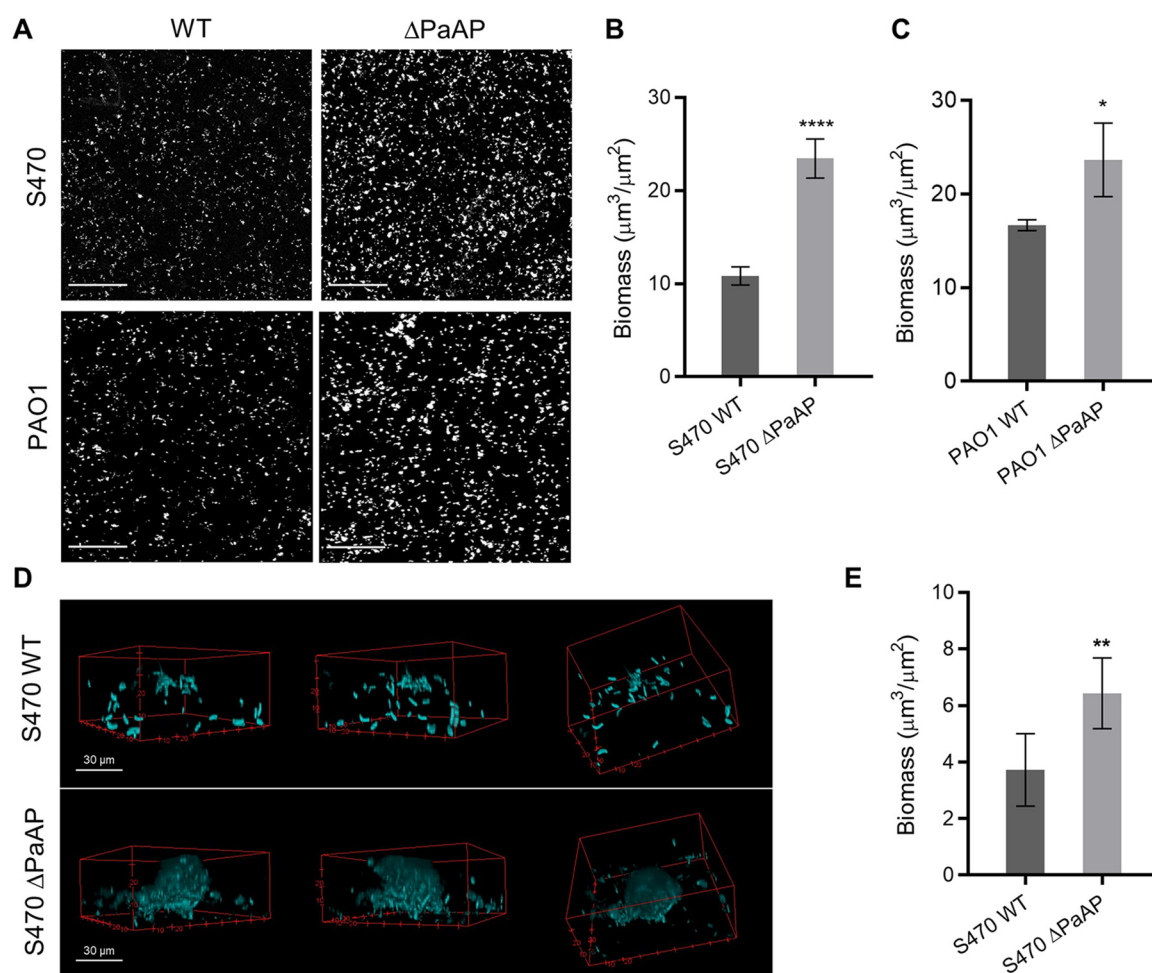 A
WT
ΔPaAP
S470
PAO1
B
Biomass (μm³/μm²)
30
20
10
0
****
S470 WT
S470 ΔPaAP
C
Biomass (μm³/μm²)
30
20
10
0
*
PAO1 WT
PAO1 ΔPaAP
D
S470 WT
30 μm
S470 ΔPaAP
30 μm
E
Biomass (μm³/μm²)
10
8
6
4
2
0
**
S470 WT
S470 ΔPaAP